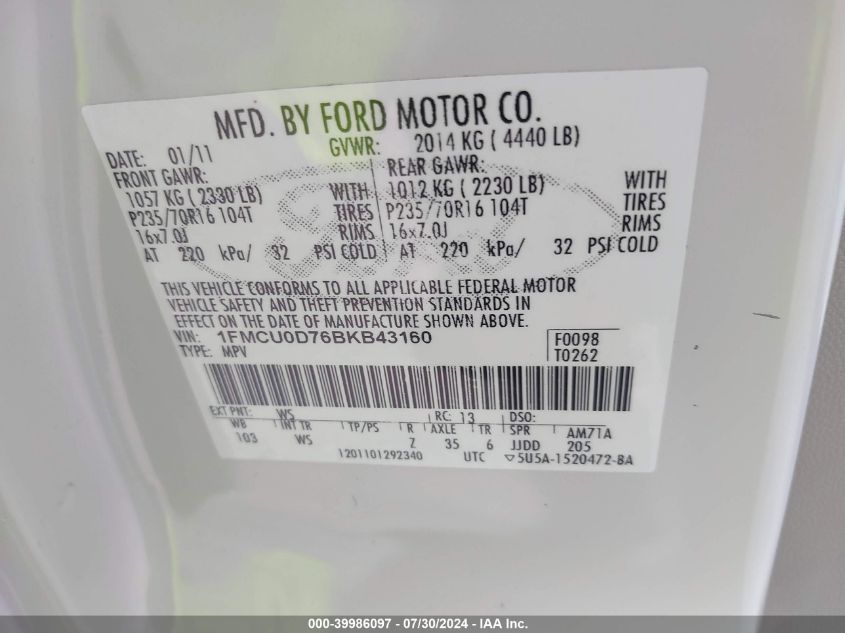 MFD. BY FORD MOTOR CO.
DATE: 01/11 GVWR: 2014 KG ( 4440 LB)
FRONT GAWR: REAR GAWR:
1057 KG ( 2330 LB) WITH 1012 KG ( 2230 LB) WITH
P235/70R16 104T TIRES P235/70R16 104T TIRES
16x7.0J RIMS 16x7.0J RIMS
AT 220 kPa/ 32 PSI COLD AT 220 kPa/ 32 PSI COLD
THIS VEHICLE CONFORMS TO ALL APPLICABLE FEDERAL MOTOR
VEHICLE SAFETY AND THEFT PREVENTION STANDARDS IN
EFFECT ON THE DATE OF MANUFACTURE SHOWN ABOVE.
VIN: 1FMCU0D76BKB43160 F0098
TYPE: MPV T0262
EXT PNT: WS RC: 13 DSO:
WB INT TR TP/PS R AXLE TR SPR AM71A
103 WS Z 35 6 JJDD 205
1201101292340 UTC ▽5U5A-1520472-BA
000-39986097 - 07/30/2024 - IAA Inc.